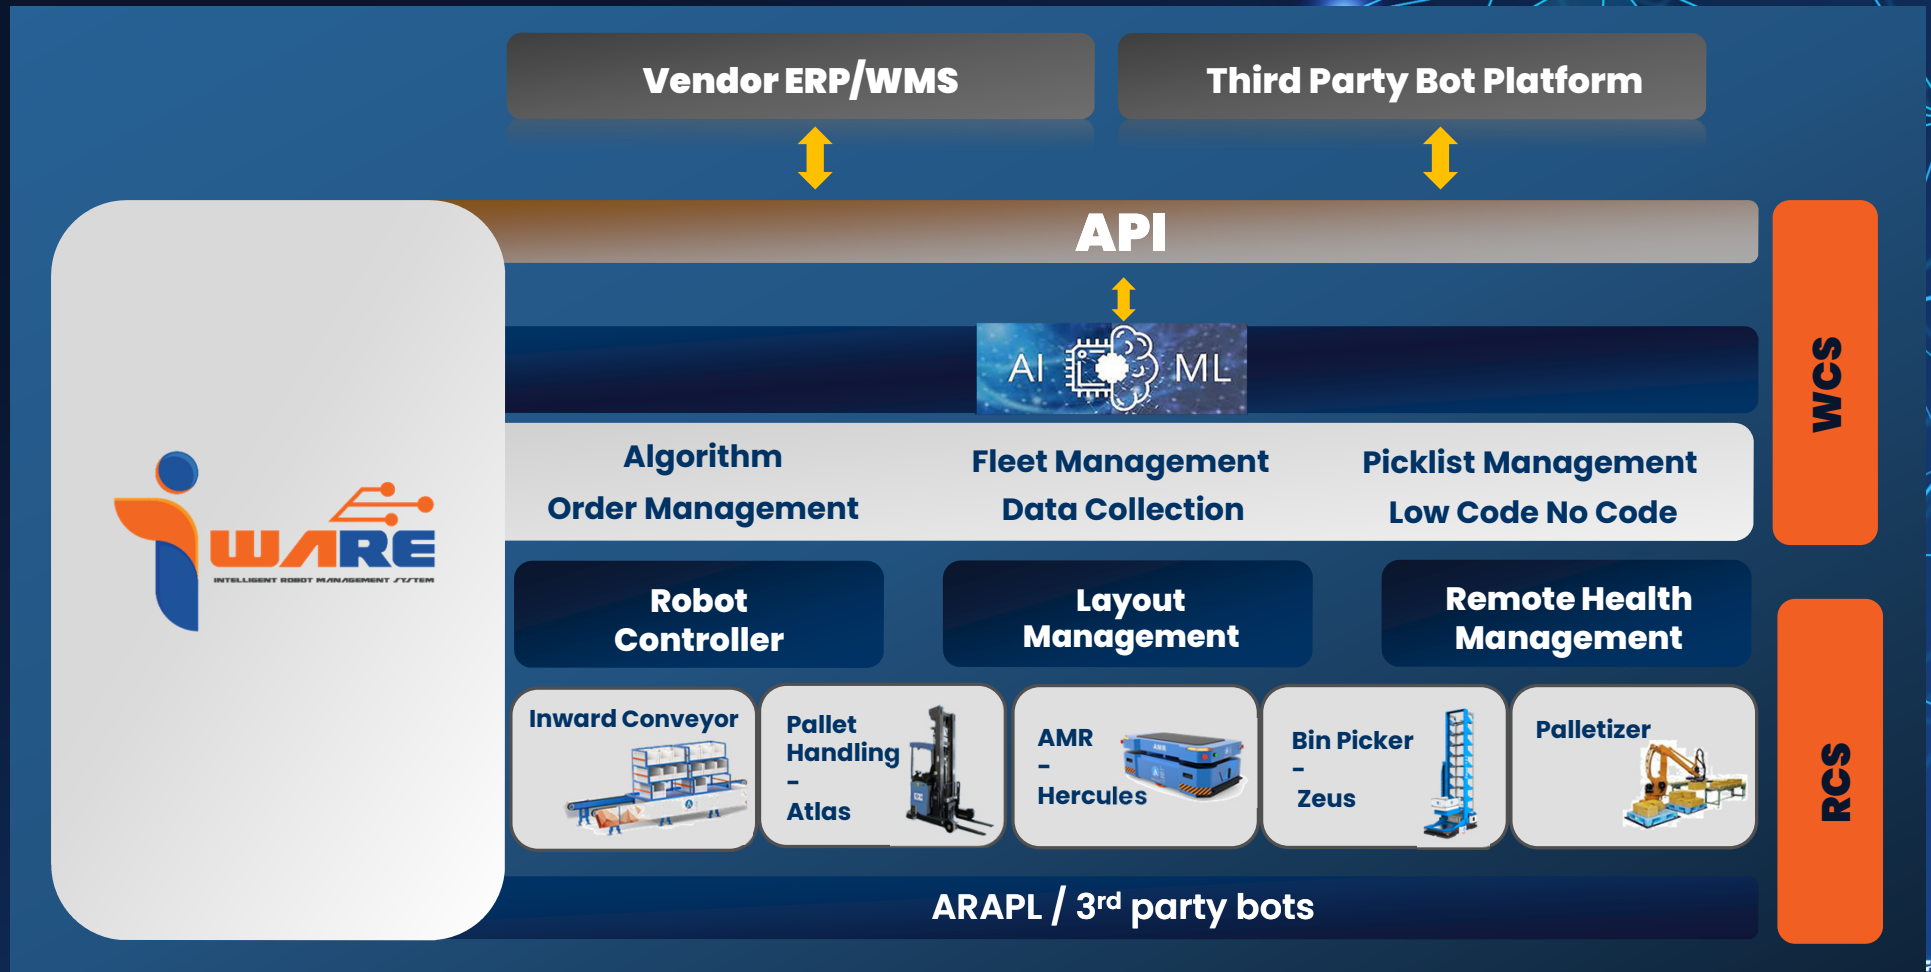 Vendor ERP/WMS
Third Party Bot Platform
API
AI ML
WCS
Algorithm
Fleet Management
Picklist Management
Order Management
Data Collection
Low Code No Code
iWARE
INTELLIGENT ROBOT MANAGEMENT SYSTEM
Robot
Controller
Layout
Management
Remote Health
Management
RCS
Inward Conveyor
Pallet
Handling
–
Atlas
AMR
–
Hercules
AMR
Bin Picker
–
Zeus
Palletizer
ARAPL / 3rd party bots